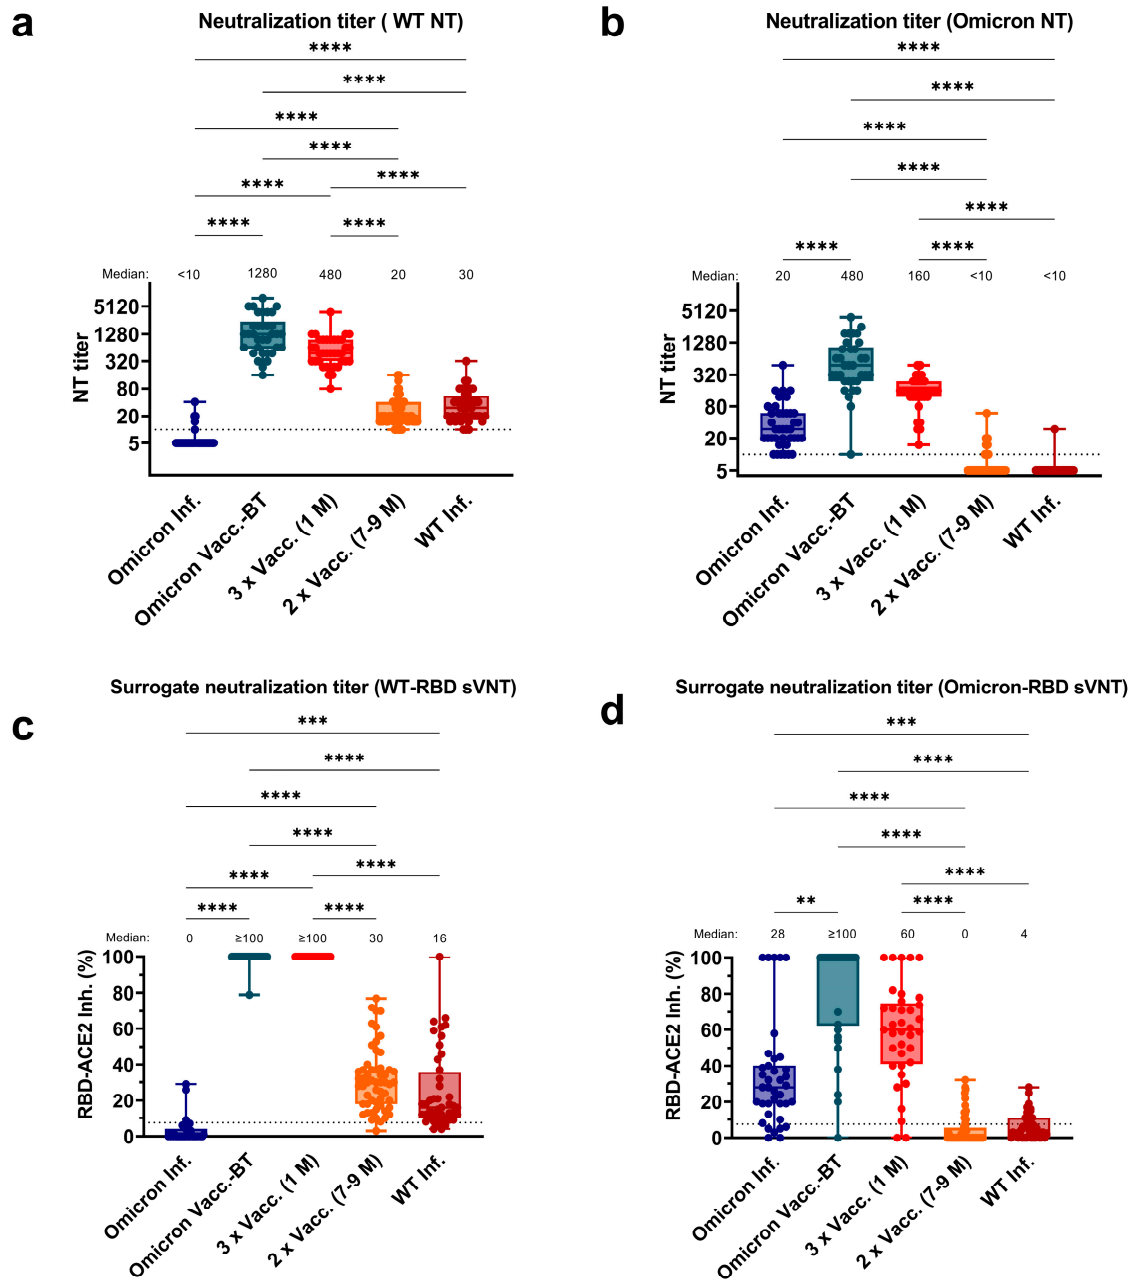 a
Neutralization titer ( WT NT)
****
****
****
****
****
****
****
****
Median:
<10
1280
480
20
30
NT titer
5120
1280
320
80
20
5
Omicron Inf.
Omicron Vacc.-BT
3 x Vacc. (1 M)
2 x Vacc. (7-9 M)
WT Inf.
b
Neutralization titer (Omicron NT)
****
****
****
****
****
****
****
Median:
20
480
160
<10
<10
NT titer
5120
1280
320
80
20
5
Omicron Inf.
Omicron Vacc.-BT
3 x Vacc. (1 M)
2 x Vacc. (7-9 M)
WT Inf.
c
Surrogate neutralization titer (WT-RBD sVNT)
***
****
****
****
****
****
****
****
Median:
0
≥100
≥100
30
16
RBD-ACE2 Inh. (%)
100
80
60
40
20
0
Omicron Inf.
Omicron Vacc.-BT
3 x Vacc. (1 M)
2 x Vacc. (7-9 M)
WT Inf.
d
Surrogate neutralization titer (Omicron-RBD sVNT)
***
****
****
****
****
**
****
Median:
28
≥100
60
0
4
RBD-ACE2 Inh. (%)
100
80
60
40
20
0
Omicron Inf.
Omicron Vacc.-BT
3 x Vacc. (1 M)
2 x Vacc. (7-9 M)
WT Inf.